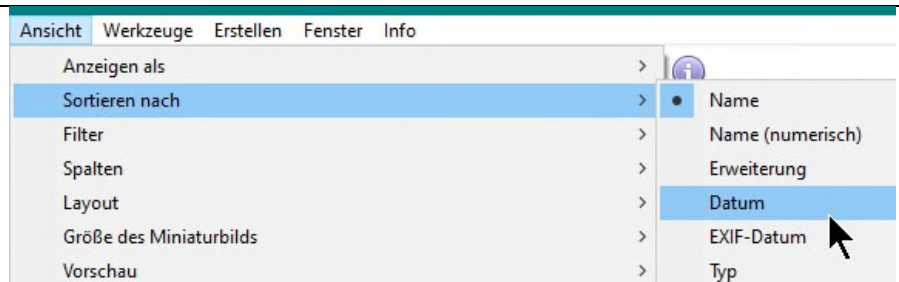 Ansicht Werkzeuge Erstellen Fenster Info
Anzeigen als
Sortieren nach
Filter
Spalten
Layout
Größe des Miniaturbilds
Vorschau
Name
Name (numerisch)
Erweiterung
Datum
EXIF-Datum
Typ